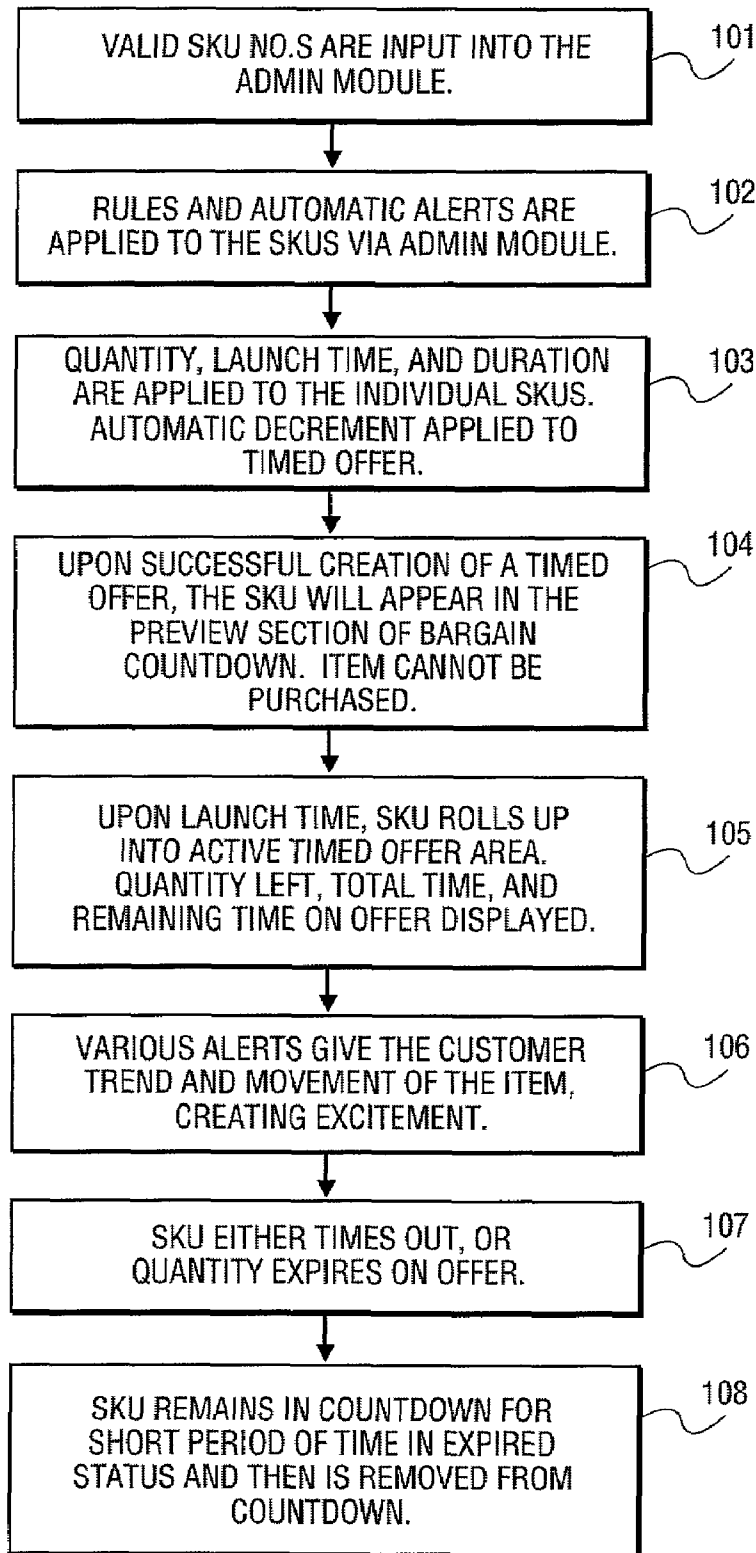 VALID SKU NO.S ARE INPUT INTO THE
ADMIN MODULE.
101
RULES AND AUTOMATIC ALERTS ARE
APPLIED TO THE SKUS VIA ADMIN MODULE.
102
QUANTITY, LAUNCH TIME, AND DURATION
ARE APPLIED TO THE INDIVIDUAL SKUS.
AUTOMATIC DECREMENT APPLIED TO
TIMED OFFER.
103
UPON SUCCESSFUL CREATION OF A TIMED
OFFER, THE SKU WILL APPEAR IN THE
PREVIEW SECTION OF BARGAIN
COUNTDOWN. ITEM CANNOT BE
PURCHASED.
104
UPON LAUNCH TIME, SKU ROLLS UP
INTO ACTIVE TIMED OFFER AREA.
QUANTITY LEFT, TOTAL TIME, AND
REMAINING TIME ON OFFER DISPLAYED.
105
VARIOUS ALERTS GIVE THE CUSTOMER
TREND AND MOVEMENT OF THE ITEM,
CREATING EXCITEMENT.
106
SKU EITHER TIMES OUT, OR
QUANTITY EXPIRES ON OFFER.
107
SKU REMAINS IN COUNTDOWN FOR
SHORT PERIOD OF TIME IN EXPIRED
STATUS AND THEN IS REMOVED FROM
COUNTDOWN.
108